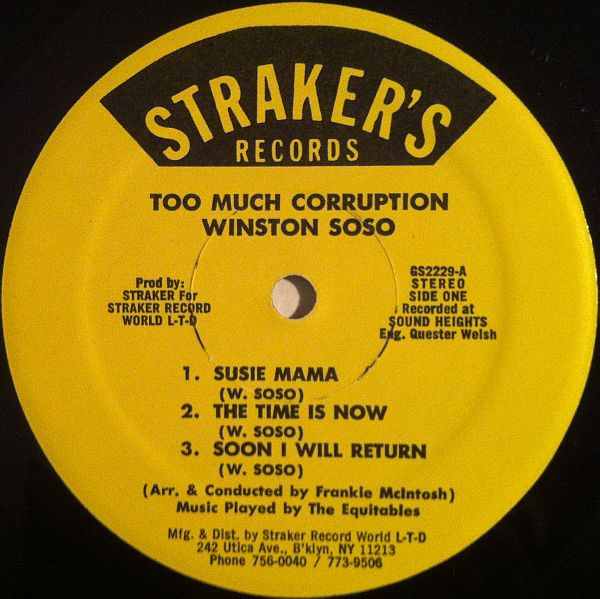 STRAKER'S
RECORDS
TOO MUCH CORRUPTION
WINSTON SOSO
Prod by:
STRAKER For
STRAKER RECORD
WORLD L-T-D
GS2229-A
STEREO
SIDE ONE
Recorded at
SOUND HEIGHTS
Eng. Quester Welsh
1. SUSIE MAMA
(W. SOSO)
2. THE TIME IS NOW
(W. SOSO)
3. SOON I WILL RETURN
(W. SOSO)
(Arr. & Conducted by Frankie McIntosh)
Music Played by The Equitables
Mfg. & Dist. by Straker Record World L-T-D
242 Utica Ave., B'klyn, NY 11213
Phone 756-0040 / 773-9506